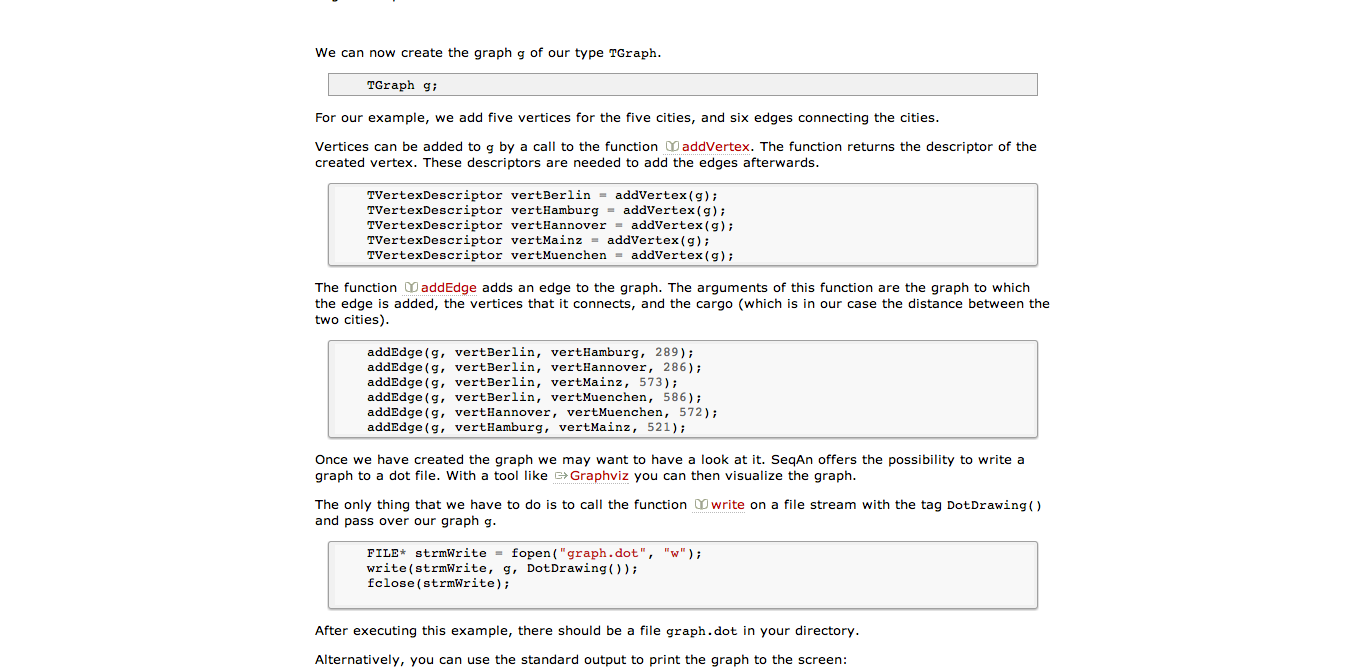 We can now create the graph g of our type TGraph.
TGraph g;
For our example, we add five vertices for the five cities, and six edges connecting the cities.
Vertices can be added to g by a call to the function addVertex. The function returns the descriptor of the
created vertex. These descriptors are needed to add the edges afterwards.
TVertexDescriptor vertBerlin = addVertex(g);
TVertexDescriptor vertHamburg = addVertex(g);
TVertexDescriptor vertHannover = addVertex(g);
TVertexDescriptor vertMainz = addVertex(g);
TVertexDescriptor vertMuenchen = addVertex(g);
The function addEdge adds an edge to the graph. The arguments of this function are the graph to which
the edge is added, the vertices that it connects, and the cargo (which is in our case the distance between the
two cities).
addEdge(g, vertBerlin, vertHamburg, 289);
addEdge(g, vertBerlin, vertHannover, 286);
addEdge(g, vertBerlin, vertMainz, 573);
addEdge(g, vertBerlin, vertMuenchen, 586);
addEdge(g, vertHannover, vertMuenchen, 572);
addEdge(g, vertHamburg, vertMainz, 521);
Once we have created the graph we may want to have a look at it. SeqAn offers the possibility to write a
graph to a dot file. With a tool like Graphviz you can then visualize the graph.
The only thing that we have to do is to call the function write on a file stream with the tag DotDrawing()
and pass over our graph g.
FILE* strmWrite = fopen("graph.dot", "w");
write(strmWrite, g, DotDrawing());
fclose(strmWrite);
After executing this example, there should be a file graph.dot in your directory.
Alternatively, you can use the standard output to print the graph to the screen: